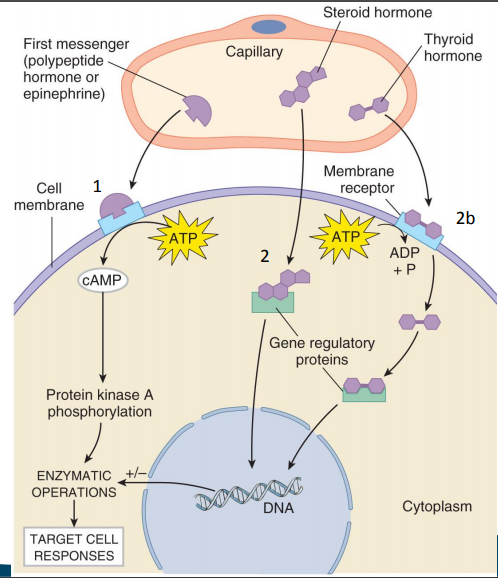 Steroid hormone
First messenger
(polypeptide
hormone or
epinephrine)
Capillary
Thyroid
hormone
Cell
membrane
1
Membrane
receptor
2b
ATP
ATP
ADP
+ P
cAMP
2
Gene regulatory
proteins
Protein kinase A
phosphorylation
ENZYMATIC
OPERATIONS
+/−
DNA
Cytoplasm
TARGET CELL
RESPONSES